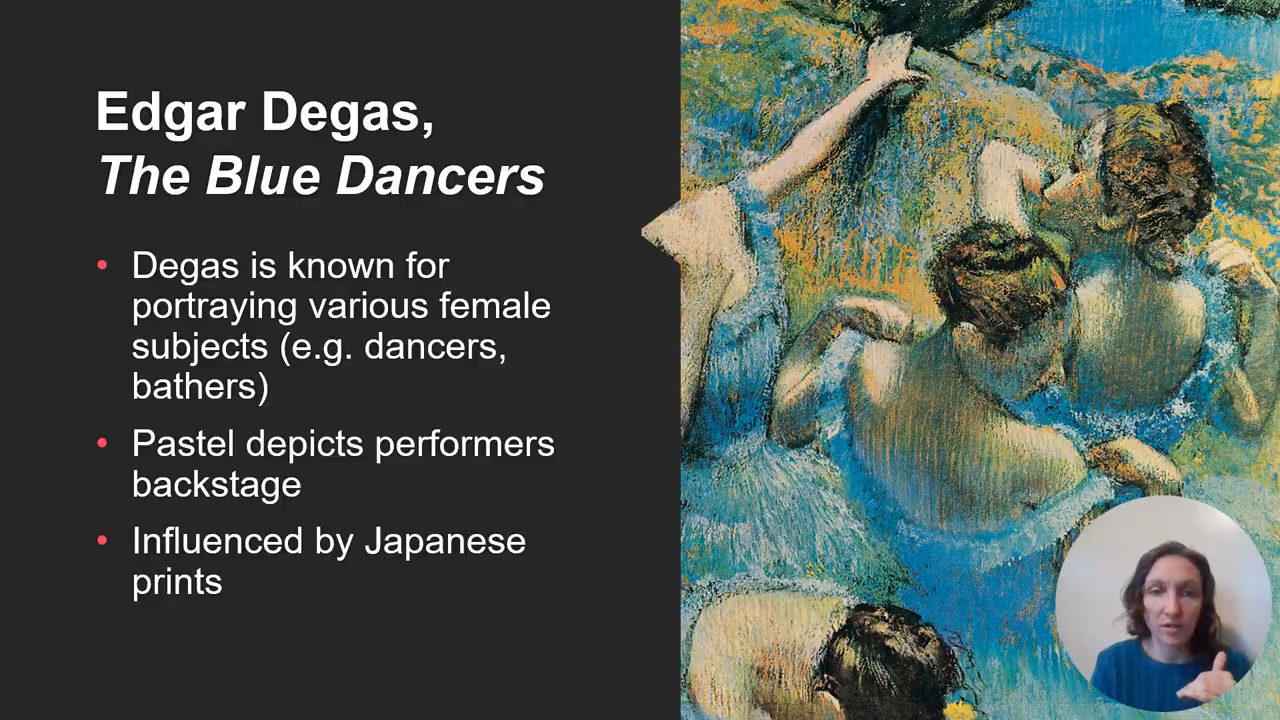 Edgar Degas,
The Blue Dancers
• Degas is known for
portraying various female
subjects (e.g. dancers,
bathers)
• Pastel depicts performers
backstage
• Influenced by Japanese
prints